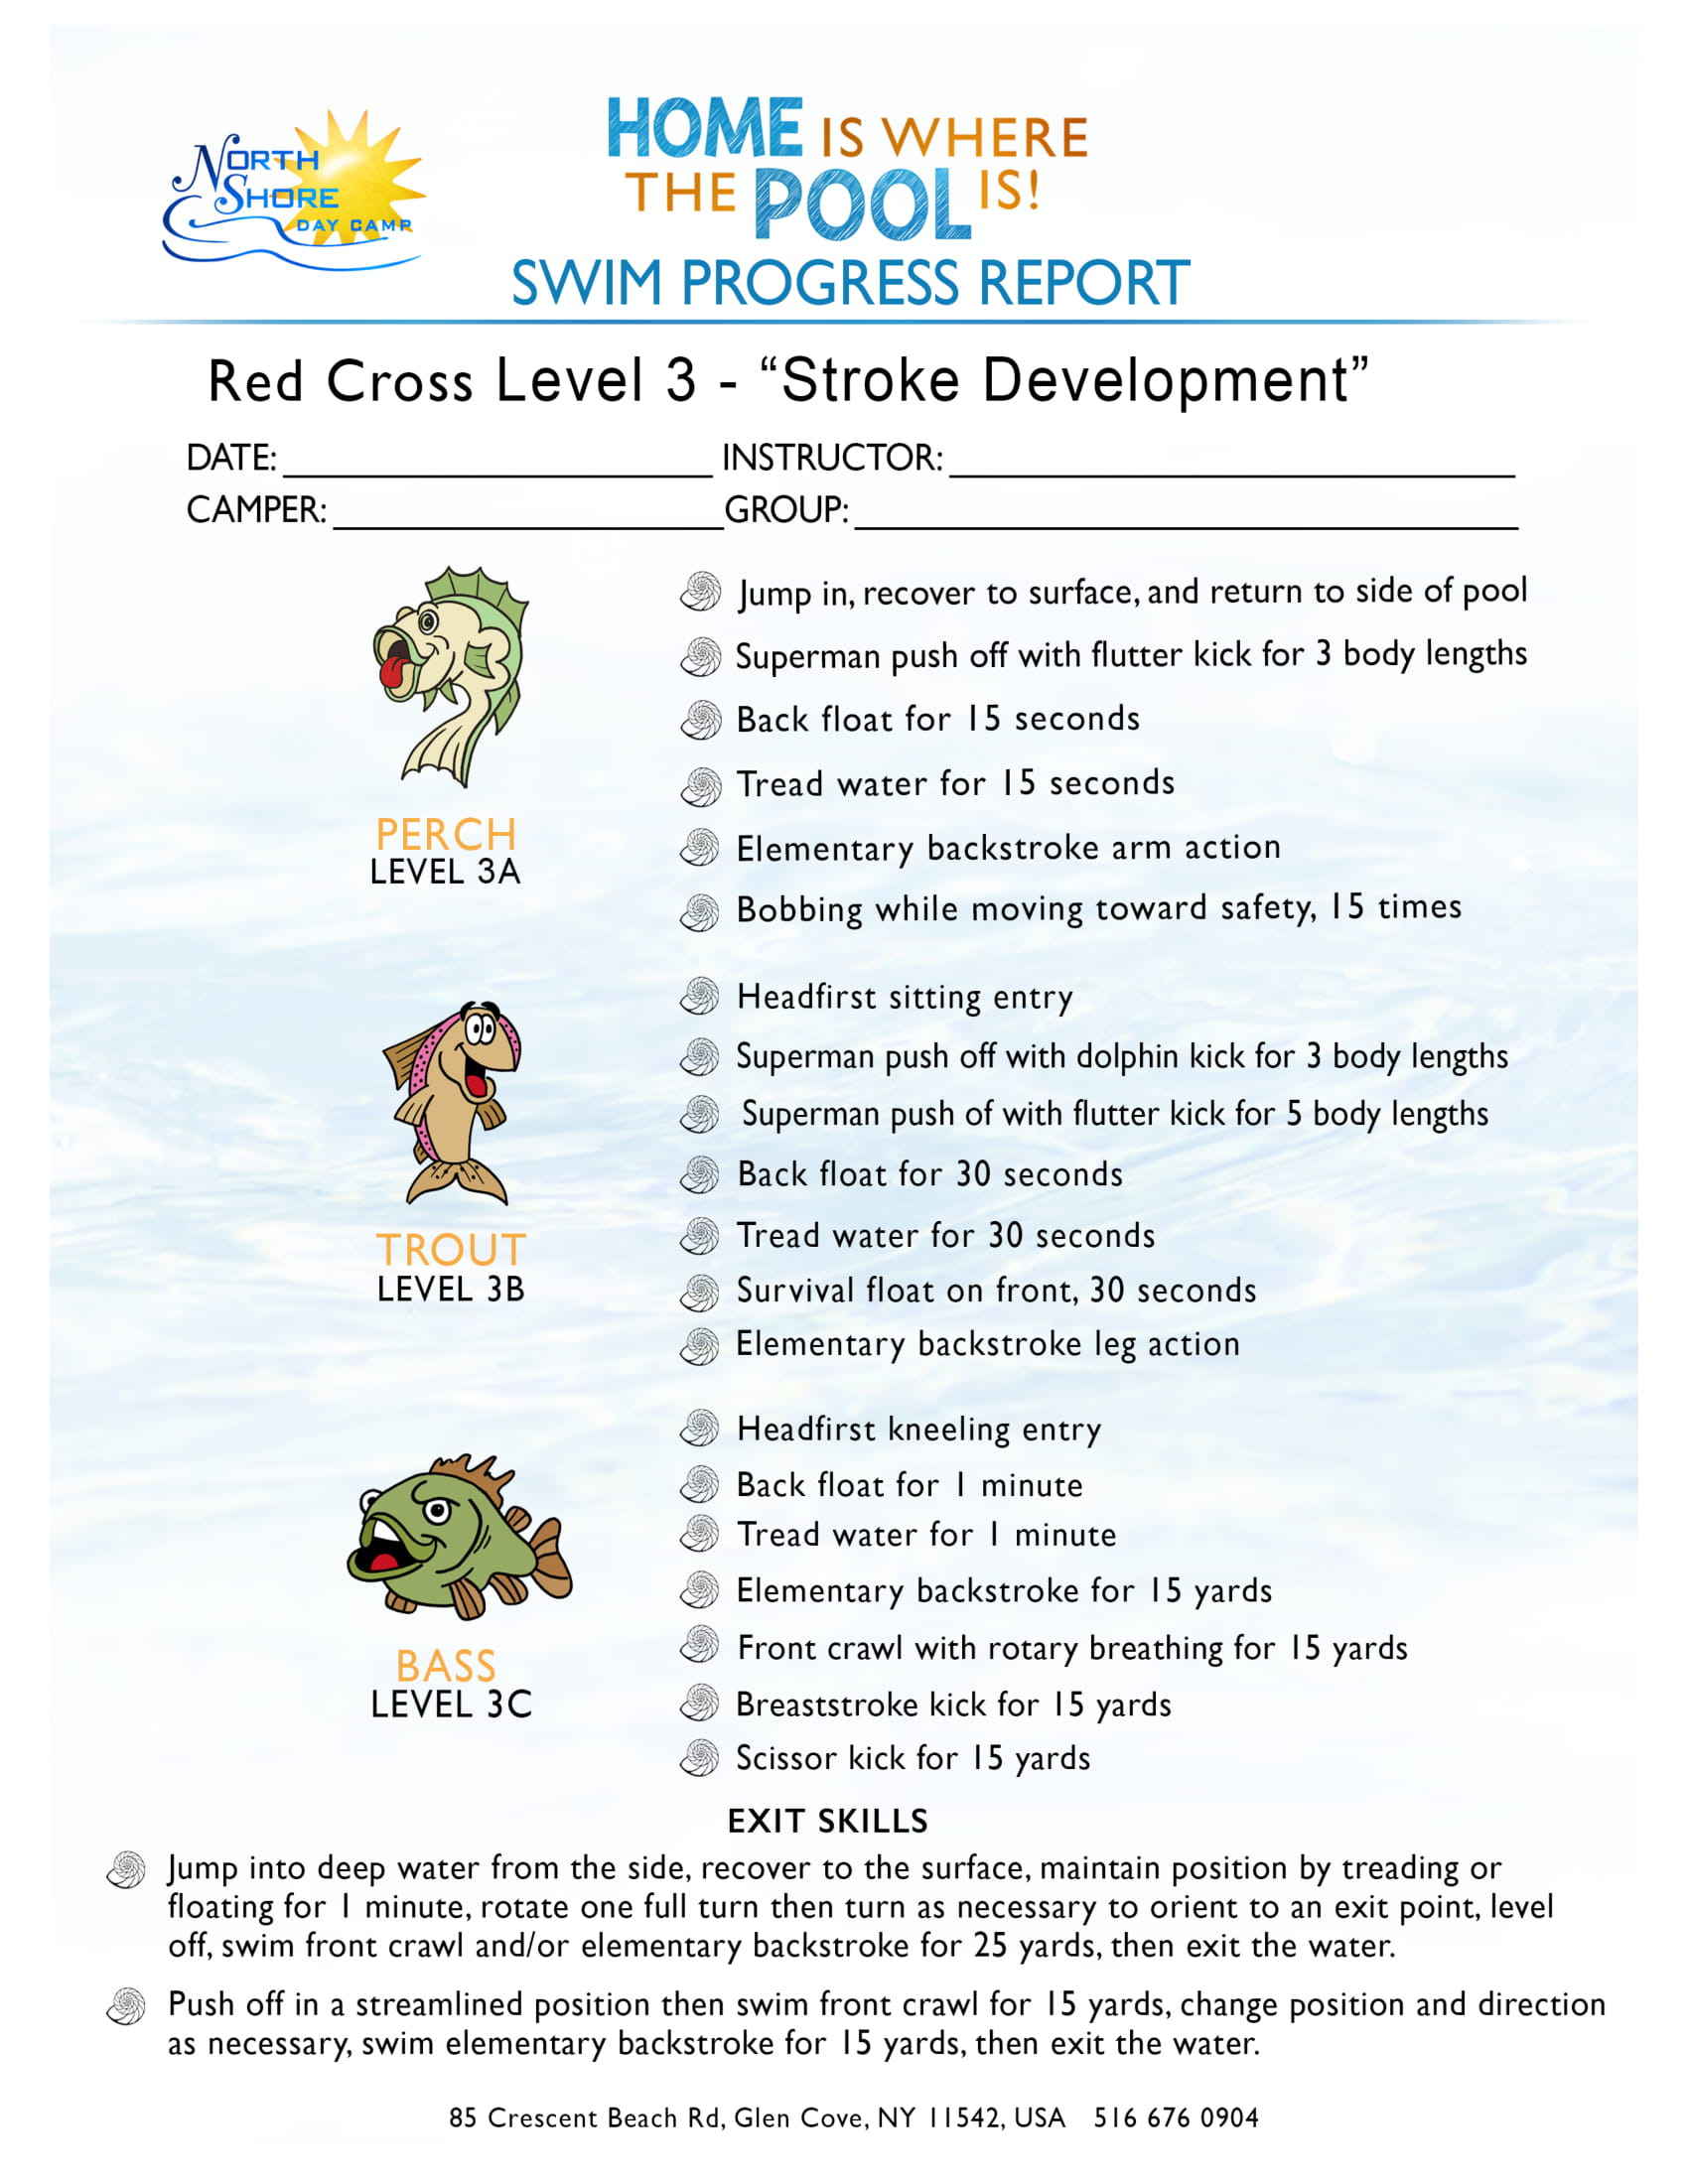 NORTH
SHORE
DAY CAMP
HOME IS WHERE
THE POOL IS!
SWIM PROGRESS REPORT
Red Cross Level 3 - “Stroke Development”
DATE: INSTRUCTOR:
CAMPER: GROUP:
Jump in, recover to surface, and return to side of pool
Superman push off with flutter kick for 3 body lengths
Back float for 15 seconds
Tread water for 15 seconds
Elementary backstroke arm action
Bobbing while moving toward safety, 15 times
PERCH
LEVEL 3A
Headfirst sitting entry
Superman push off with dolphin kick for 3 body lengths
Superman push of with flutter kick for 5 body lengths
Back float for 30 seconds
Tread water for 30 seconds
Survival float on front, 30 seconds
Elementary backstroke leg action
TROUT
LEVEL 3B
Headfirst kneeling entry
Back float for 1 minute
Tread water for 1 minute
Elementary backstroke for 15 yards
Front crawl with rotary breathing for 15 yards
Breaststroke kick for 15 yards
Scissor kick for 15 yards
BASS
LEVEL 3C
EXIT SKILLS
Jump into deep water from the side, recover to the surface, maintain position by treading or
floating for 1 minute, rotate one full turn then turn as necessary to orient to an exit point, level
off, swim front crawl and/or elementary backstroke for 25 yards, then exit the water.
Push off in a streamlined position then swim front crawl for 15 yards, change position and direction
as necessary, swim elementary backstroke for 15 yards, then exit the water.
85 Crescent Beach Rd, Glen Cove, NY 11542, USA 516 676 0904